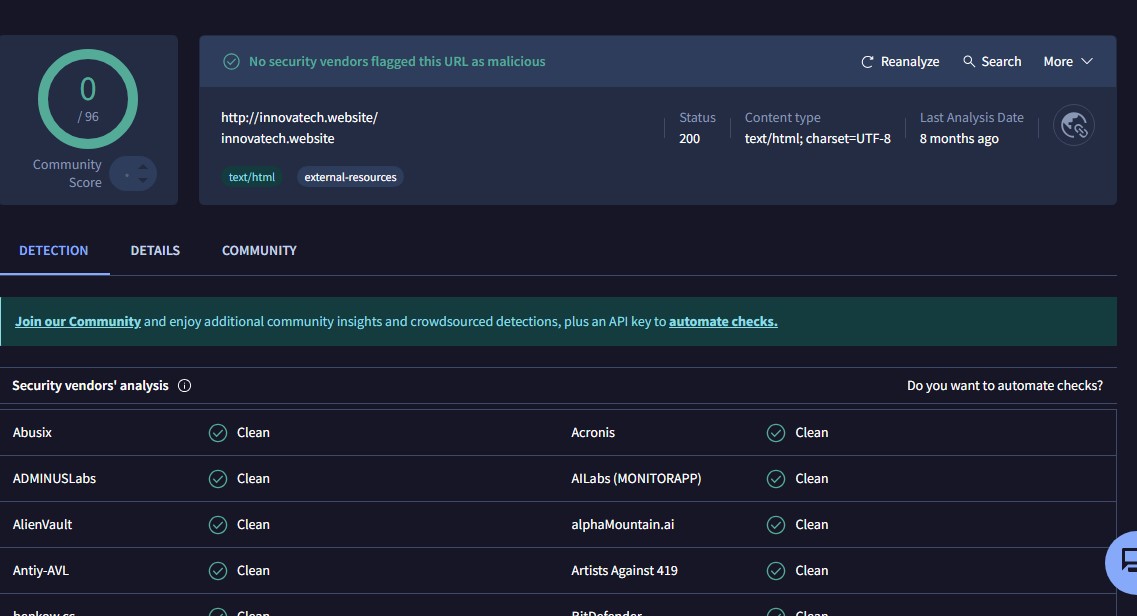 0
/ 96
Community
Score
No security vendors flagged this URL as malicious
Reanalyze
Search
More
http://innovatech.website/
innovatech.website
text/html
external-resources
Status
200
Content type
text/html; charset=UTF-8
Last Analysis Date
8 months ago
DETECTION
DETAILS
COMMUNITY
Join our Community and enjoy additional community insights and crowdsourced detections, plus an API key to automate checks.
Security vendors' analysis
Do you want to automate checks?
Abusix
Clean
Acronis
Clean
ADMINUSLabs
Clean
AILabs (MONITORAPP)
Clean
AlienVault
Clean
alphaMountain.ai
Clean
Antiy-AVL
Clean
Artists Against 419
Clean
benkow.cc
Clean
BitDefender
Clean